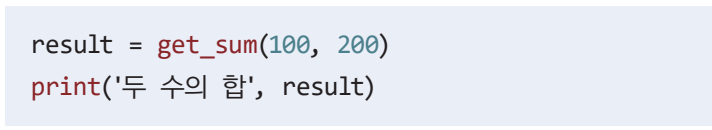 result = get_sum(100, 200)
print('두 수의 합', result)